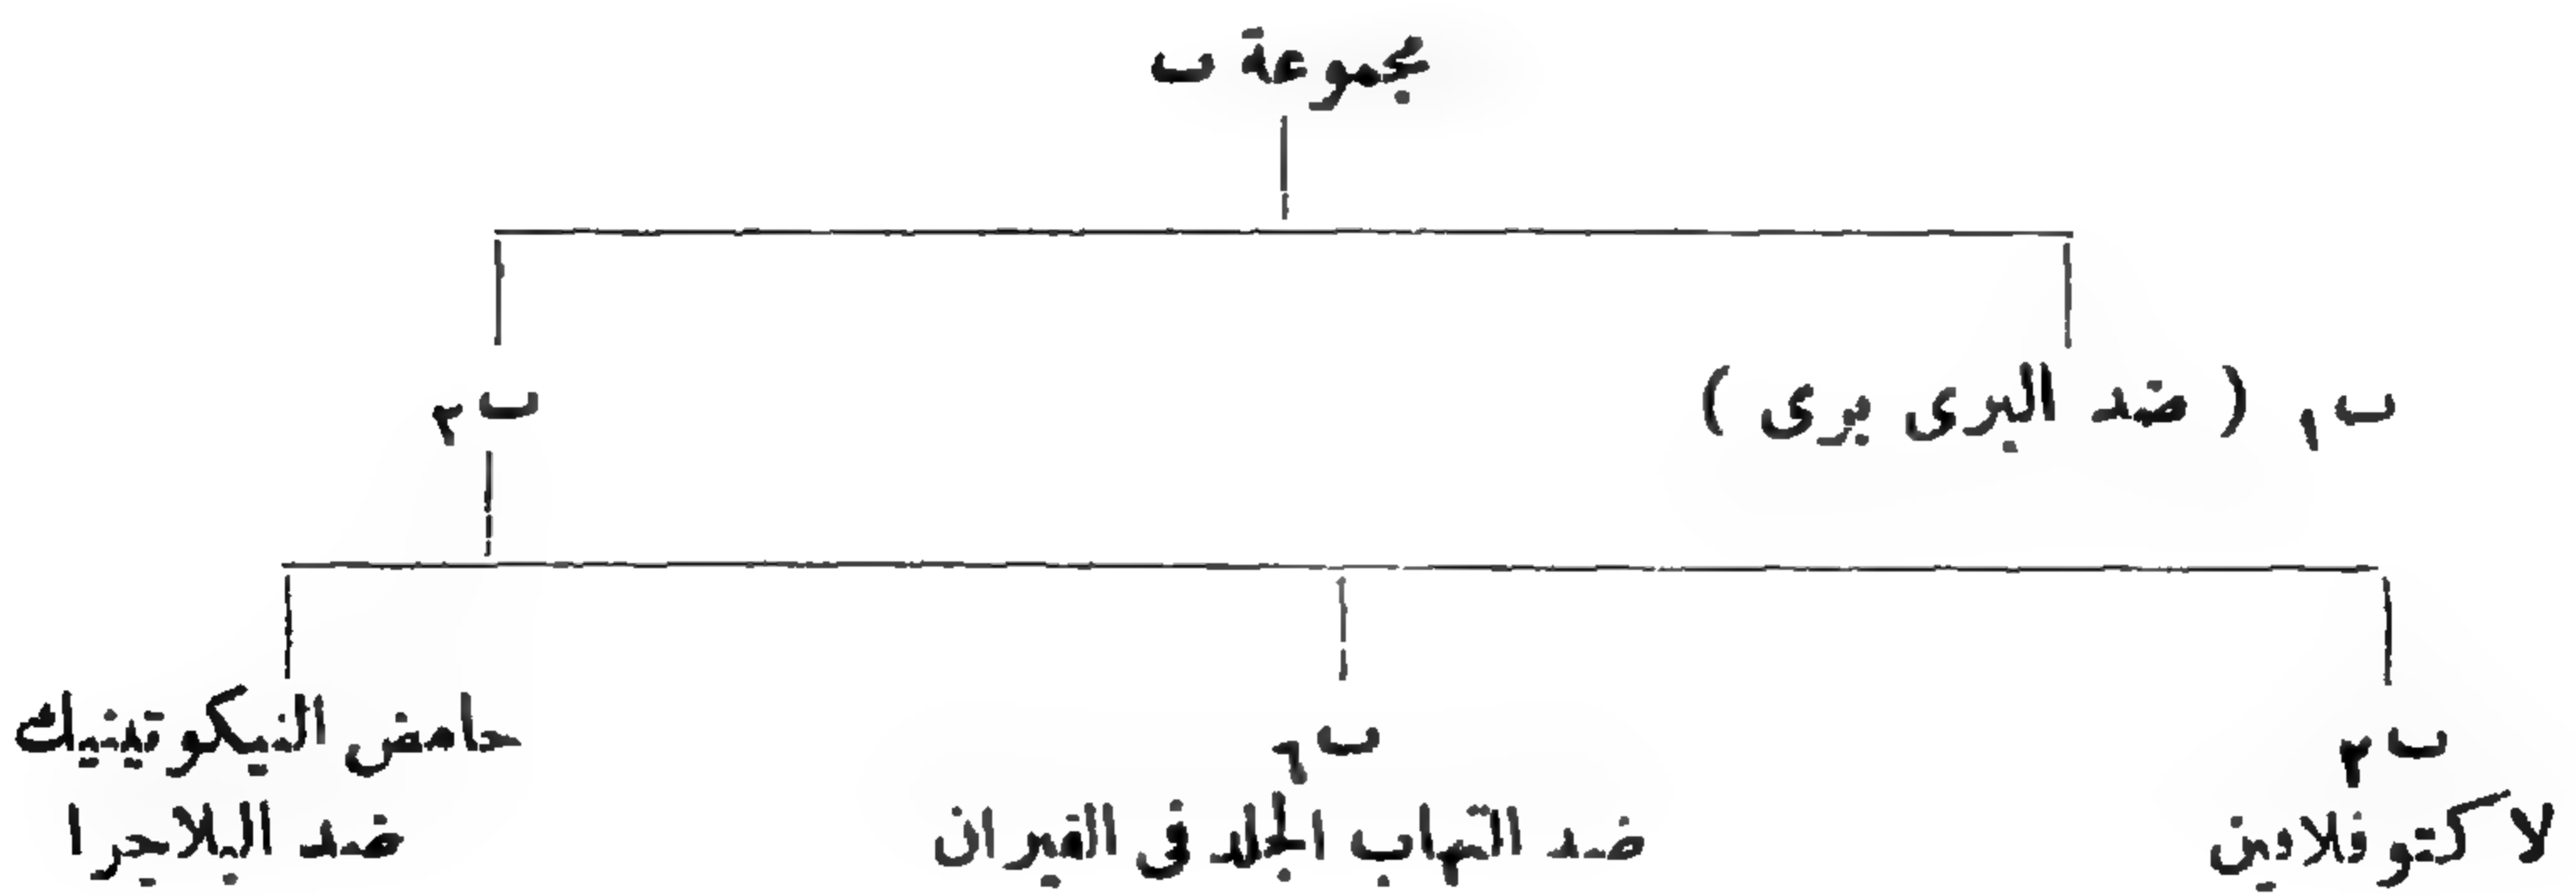 مجموعة ب
ب١ ( ضد البرى برى )
ب٢
ب٢
لاكتوفلافين
ب٦
ضد التهاب الجلد فى الفيران
حامض النيكوتينيك
ضد البلاجرا